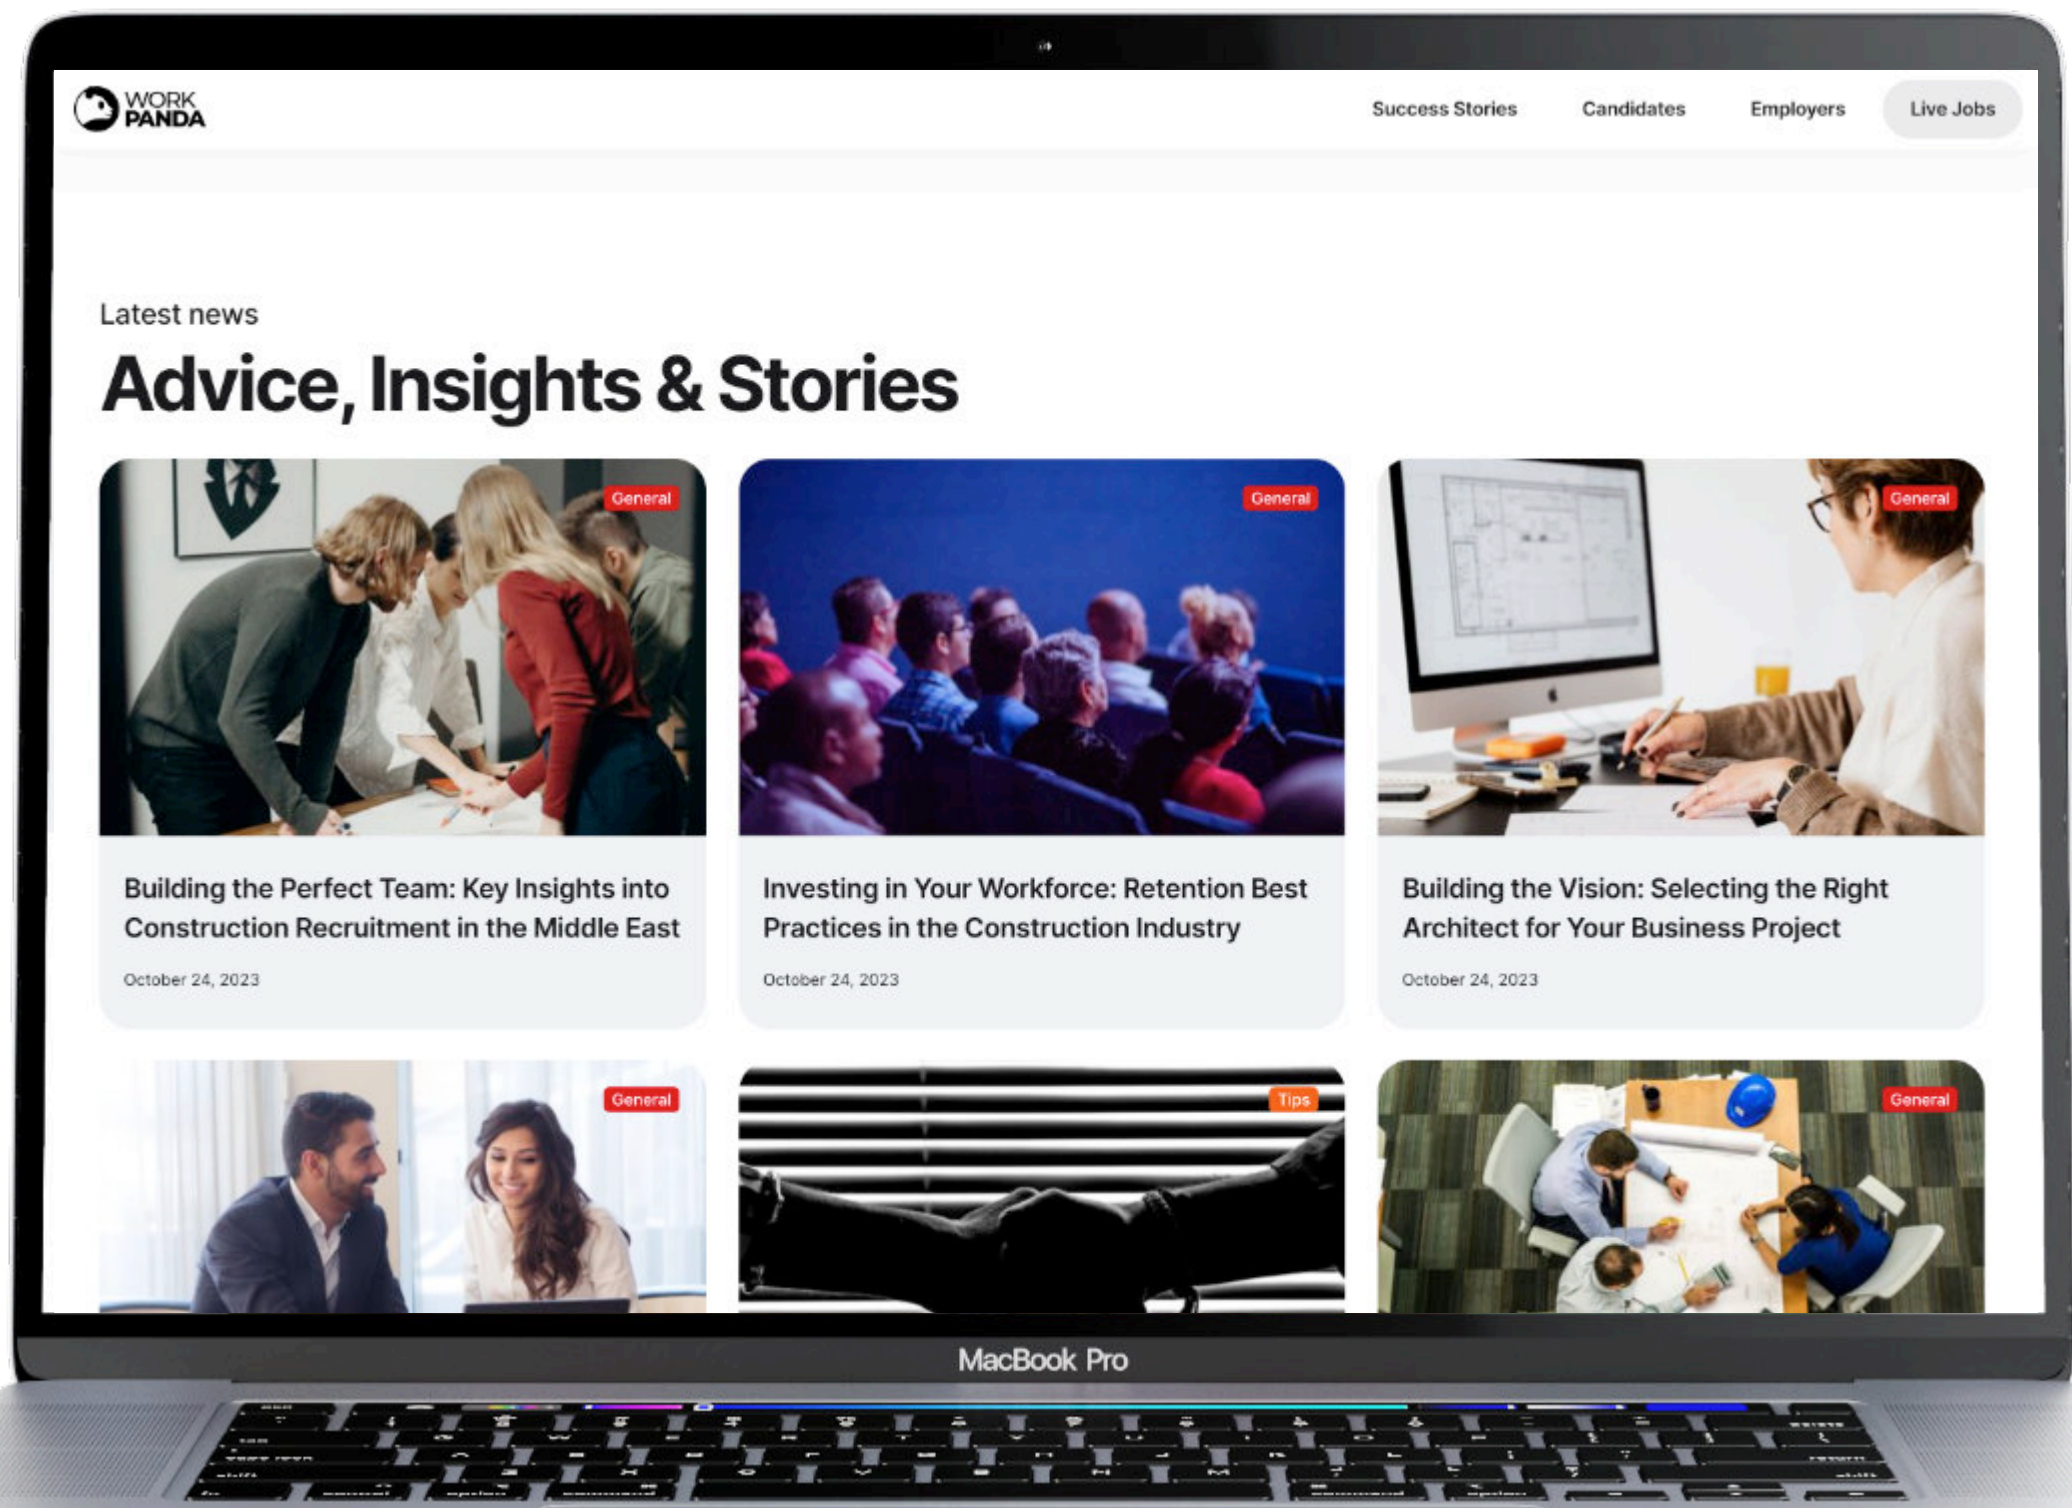 WORK
PANDA
Success Stories
Candidates
Employers
Live Jobs
Latest news
Advice, Insights & Stories
General
General
General
Building the Perfect Team: Key Insights into
Construction Recruitment in the Middle East
October 24, 2023
Investing in Your Workforce: Retention Best
Practices in the Construction Industry
October 24, 2023
Building the Vision: Selecting the Right
Architect for Your Business Project
October 24, 2023
General
Tips
General
MacBook Pro